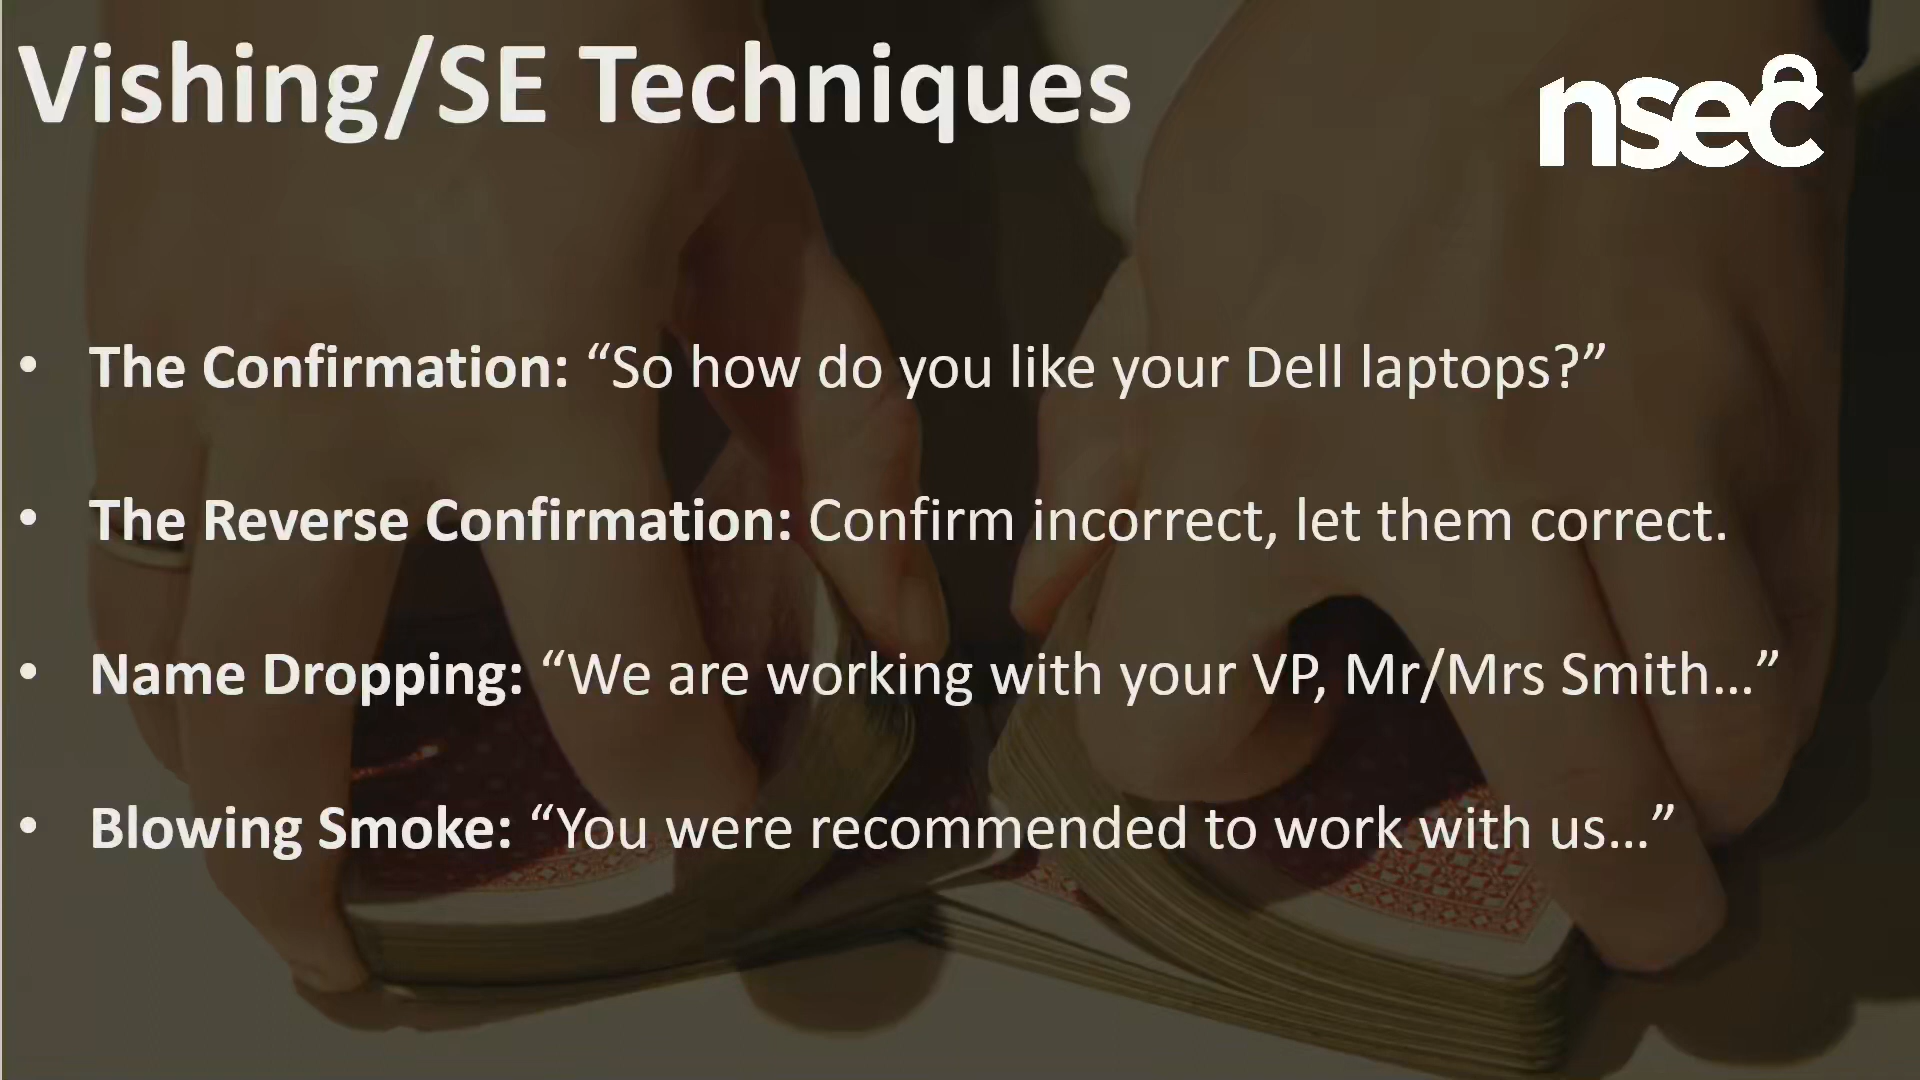 Vishing/SE Techniques
nsec
• The Confirmation: “So how do you like your Dell laptops?”
• The Reverse Confirmation: Confirm incorrect, let them correct.
• Name Dropping: “We are working with your VP, Mr/Mrs Smith…”
• Blowing Smoke: “You were recommended to work with us…”